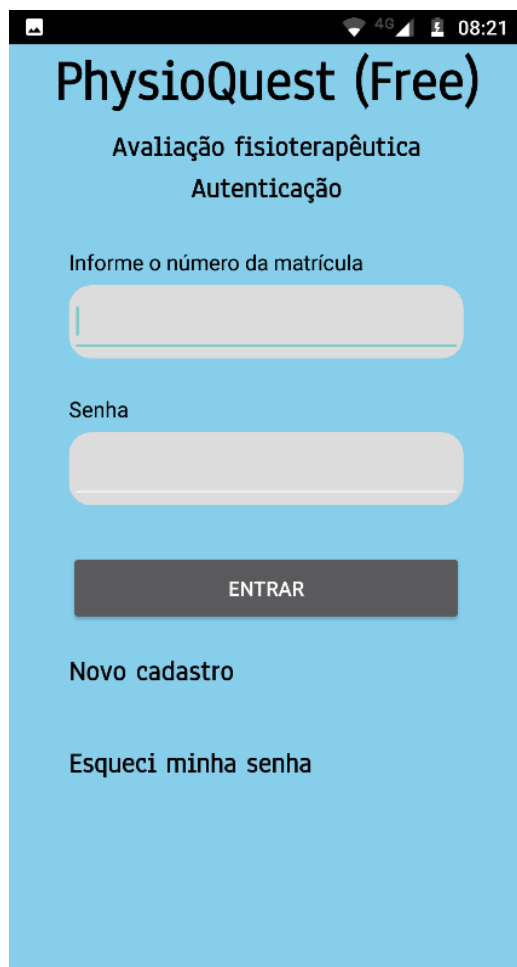 4G 08:21
PhysioQuest (Free)
Avaliação fisioterapêutica
Autenticação
Informe o número da matrícula
Senha
ENTRAR
Novo cadastro
Esqueci minha senha